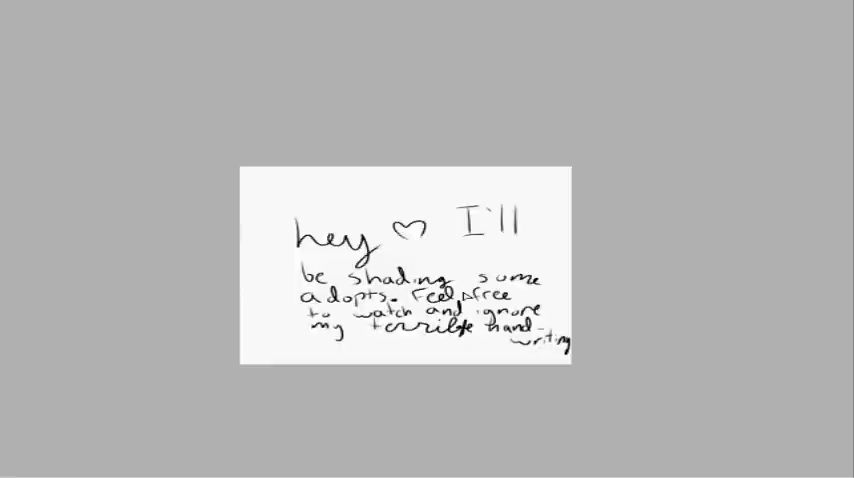 hey ♡ I'll
be shading some
adopts. Feel free
to watch and ignore
my terrible hand-
writing